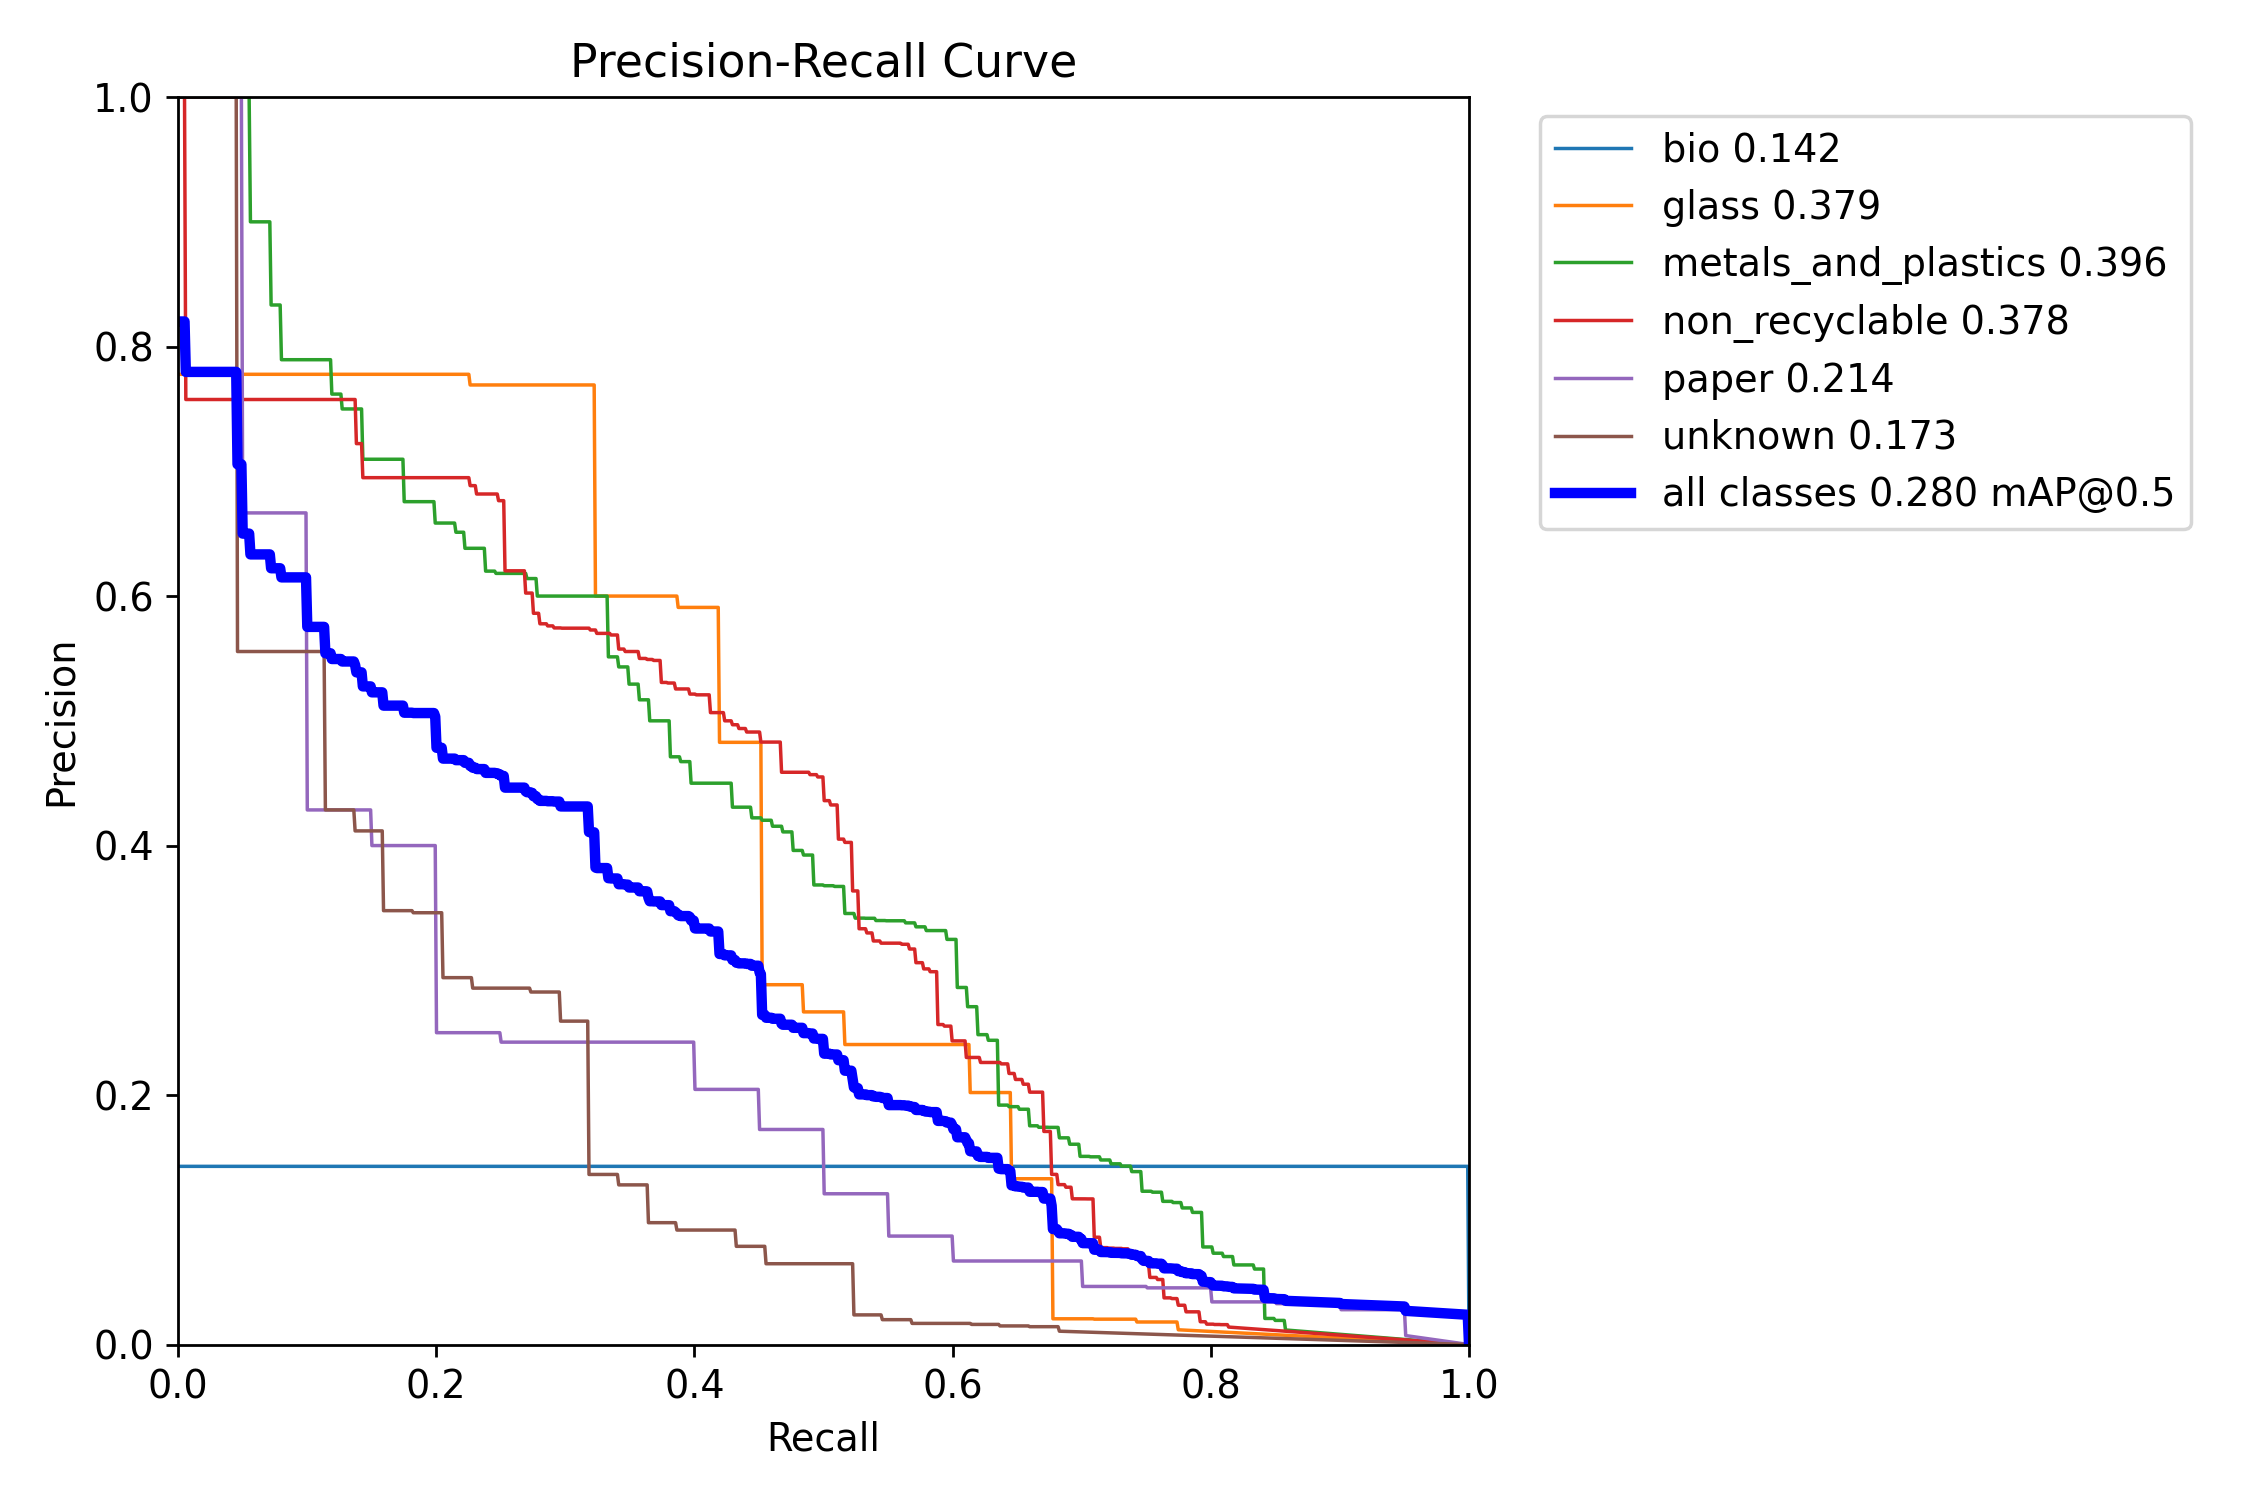 Precision-Recall Curve
1.0
0.8
0.6
0.4
0.2
0.0
Precision
0.0 0.2 0.4 0.6 0.8 1.0
Recall
bio 0.142
glass 0.379
metals_and_plastics 0.396
non_recyclable 0.378
paper 0.214
unknown 0.173
all classes 0.280 mAP@0.5